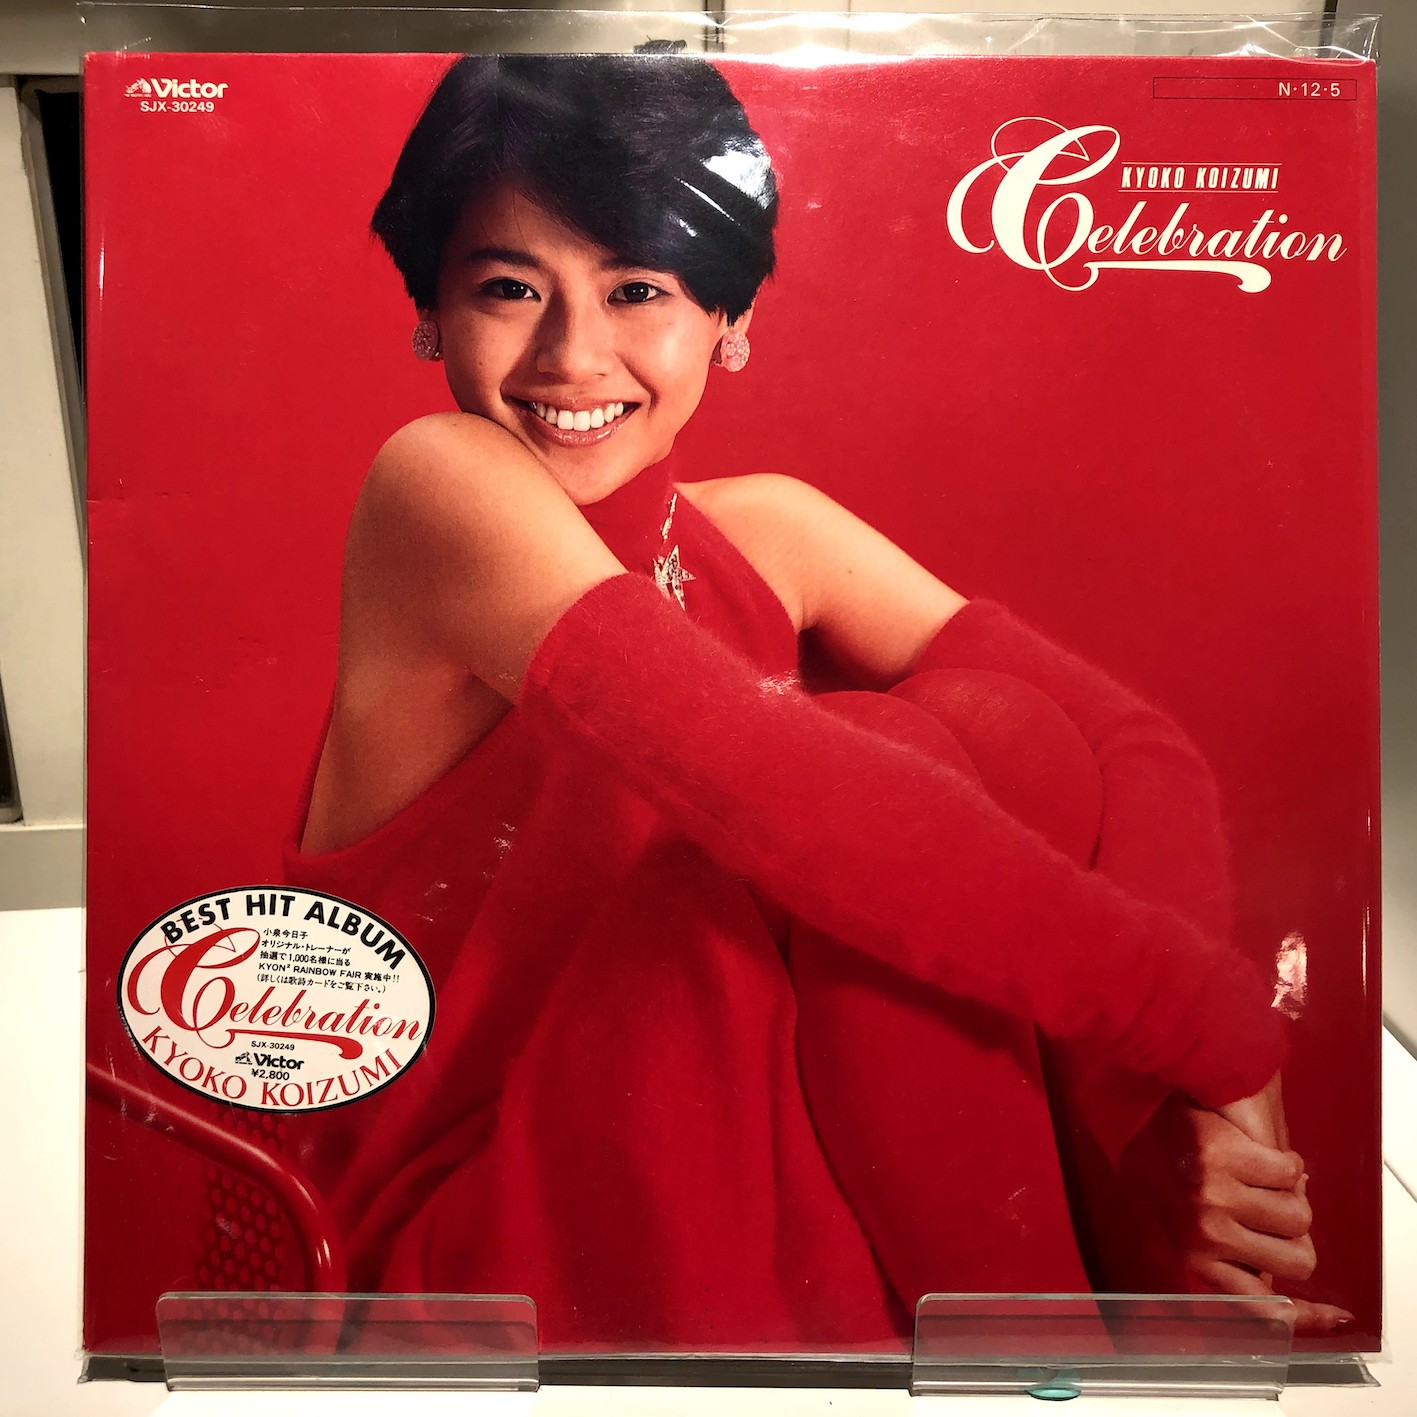 Victor
SJX-30249
N·12·5
KYOKO KOIZUMI
Celebration
BEST HIT ALBUM
小泉今日子
オリジナル・トレーナーが
抽選で1,000名様に当る
KYON² RAINBOW FAIR 実施中!!
(詳しくは歌詩カードをご覧下さい。)
Celebration
SJX-30249
Victor
¥2,800
KYOKO KOIZUMI